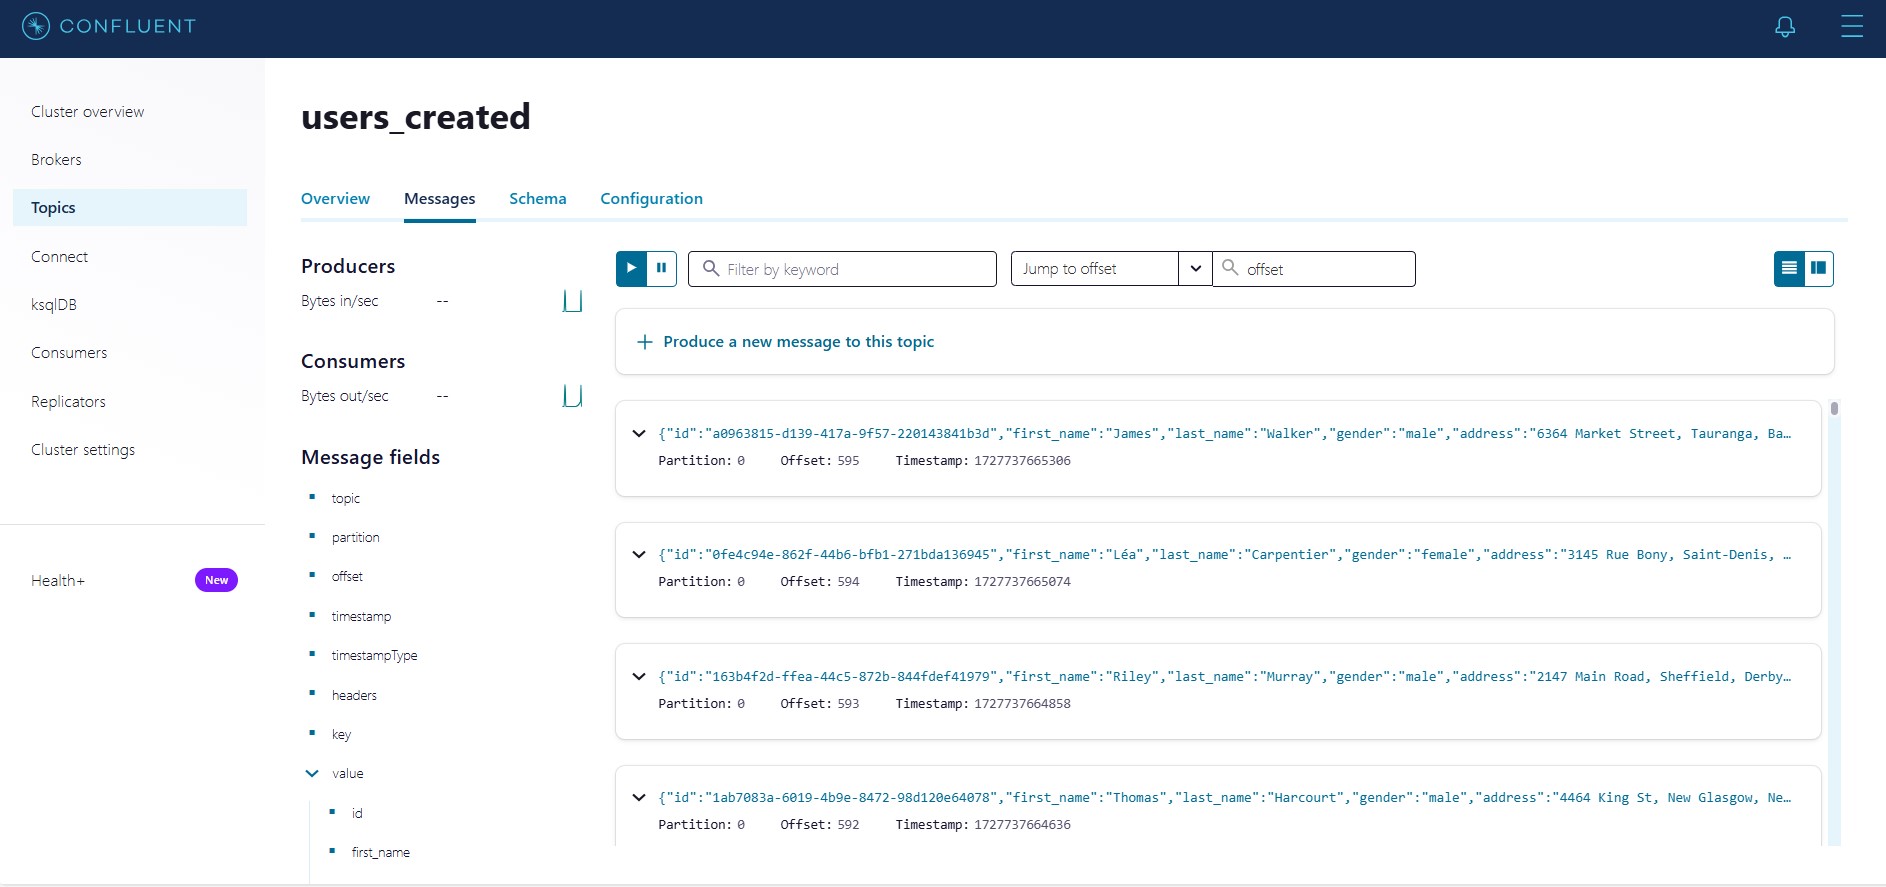 CONFLUENT
Cluster overview
Brokers
Topics
Connect
ksqlDB
Consumers
Replicators
Cluster settings
Health+ New
users_created
Overview Messages Schema Configuration
Producers
Bytes in/sec --
Consumers
Bytes out/sec --
Message fields
topic
partition
offset
timestamp
timestampType
headers
key
value
id
first_name
Filter by keyword Jump to offset offset
Produce a new message to this topic
{"id":"a0963815-d139-417a-9f57-220143841b3d","first_name":"James","last_name":"Walker","gender":"male","address":"6364 Market Street, Tauranga, Ba…
Partition: 0 Offset: 595 Timestamp: 1727737665306
{"id":"0fe4c94e-862f-44b6-bfb1-271bda136945","first_name":"Léa","last_name":"Carpentier","gender":"female","address":"3145 Rue Bony, Saint-Denis, …
Partition: 0 Offset: 594 Timestamp: 1727737665074
{"id":"163b4f2d-ffea-44c5-872b-844fdef41979","first_name":"Riley","last_name":"Murray","gender":"male","address":"2147 Main Road, Sheffield, Derby…
Partition: 0 Offset: 593 Timestamp: 1727737664858
{"id":"1ab7083a-6019-4b9e-8472-98d120e64078","first_name":"Thomas","last_name":"Harcourt","gender":"male","address":"4464 King St, New Glasgow, Ne…
Partition: 0 Offset: 592 Timestamp: 1727737664636